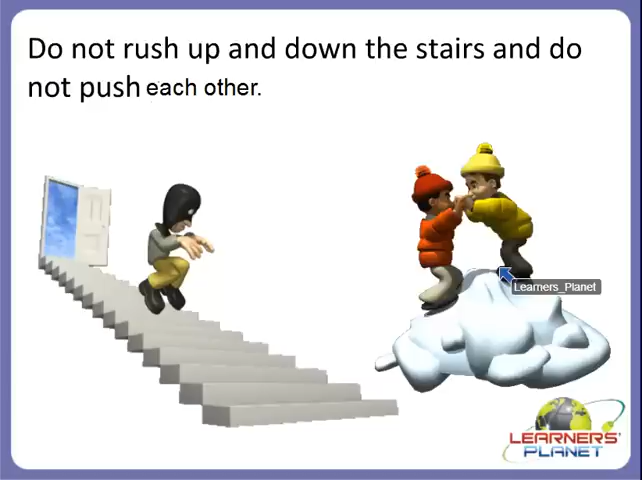 Do not rush up and down the stairs and do
not push each other.
Learners_Planet
LEARNERS'
PLANET